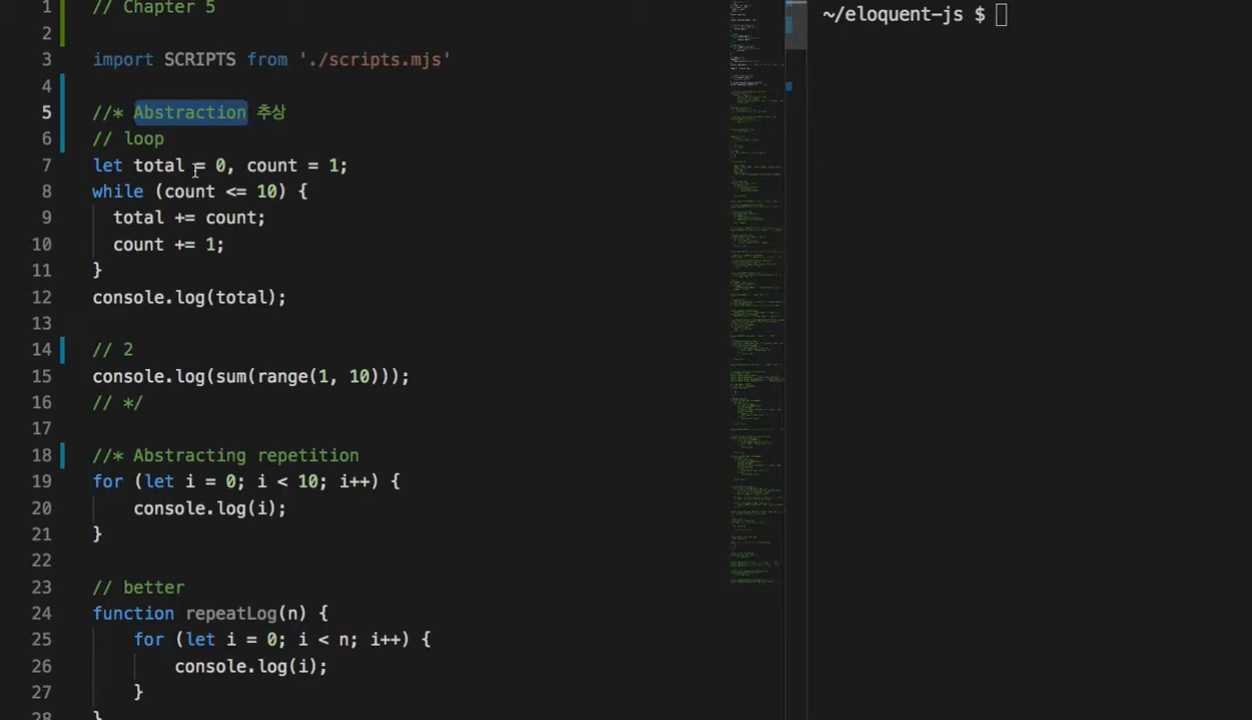 1 // Chapter 5
2
3 import SCRIPTS from './scripts.mjs'
4
5 //* Abstraction 추상
6 // loop
7 let total = 0, count = 1;
8 while (count <= 10) {
9 total += count;
10 count += 1;
11 }
12 console.log(total);
13
14 // 2
15 console.log(sum(range(1, 10)));
16 // */
17
18 //* Abstracting repetition
19 for (let i = 0; i < 10; i++) {
20 console.log(i);
21 }
22
23 // better
24 function repeatLog(n) {
25 for (let i = 0; i < n; i++) {
26 console.log(i);
27 }
28 }
~/eloquent-js $